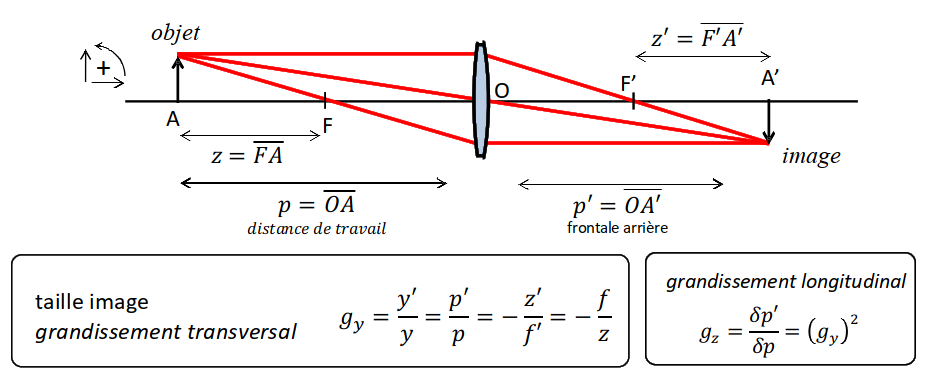 objet
z′ = F′A′
+
A′
F′
O
A
F
z = FA
image
p = OA
distance de travail
p′ = OA′
frontale arrière
taille image
grandissement transversal
g_y = y′/y = p′/p = − z′/f′ = − f/z
grandissement longitudinal
g_z = δp′/δp = (g_y)²